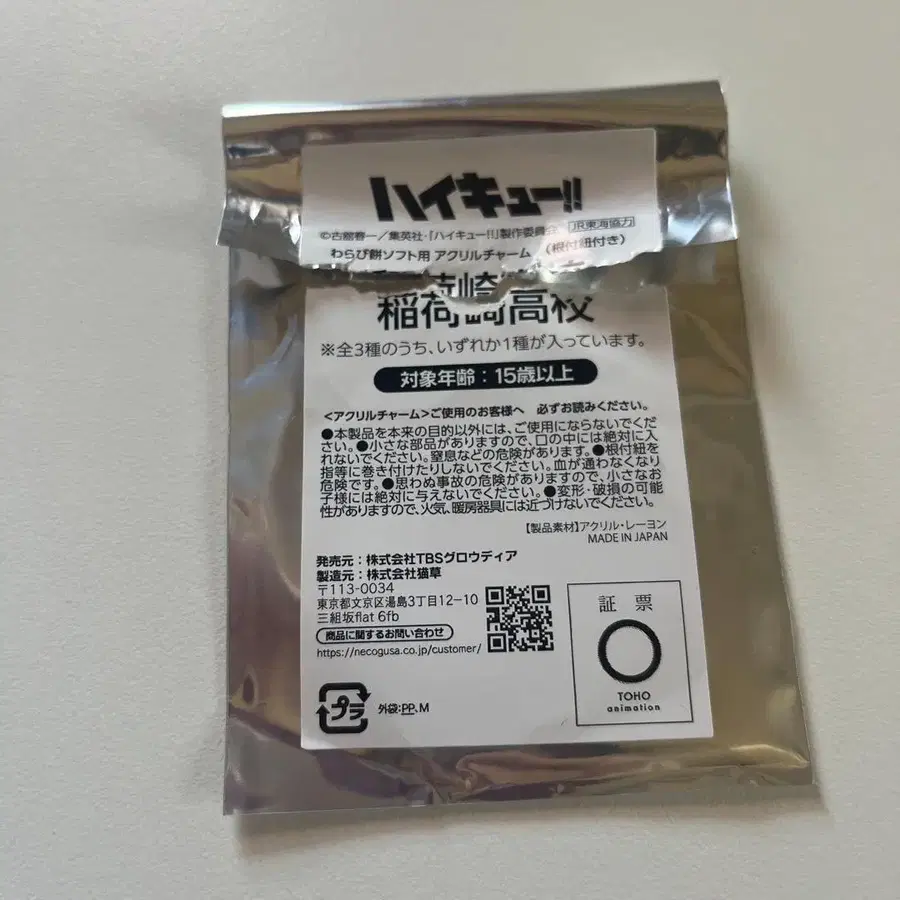 ハイキュー!!
©古舘春一／集英社・「ハイキュー!!」製作委員会 JR東海協力
わらび餅ソフト用 アクリルチャーム (根付紐付き)
稲荷崎高校
※全3種のうち、いずれか1種が入っています。
対象年齢：15歳以上
<アクリルチャーム>ご使用のお客様へ 必ずお読みください。
●本製品を本来の目的以外には、ご使用にならないでくだ
さい。●小さな部品がありますので、口の中には絶対に入
れないでください。窒息などの危険があります。●根付紐を
指等に巻き付けたりしないでください。血が通わなくなり
危険です。●思わぬ事故の危険がありますので、小さなお
子様には絶対に与えないでください。●変形・破損の可能
性がありますので、火気、暖房器具には近づけないでください。
【製品素材】アクリル・レーヨン
MADE IN JAPAN
発売元：株式会社TBSグロウディア
製造元：株式会社猫草
〒113-0034
東京都文京区湯島3丁目12-10
三組坂flat 6fb
商品に関するお問い合わせ
https://necogusa.co.jp/customer/
証票
TOHO
animation
プラ
外袋:PP、M